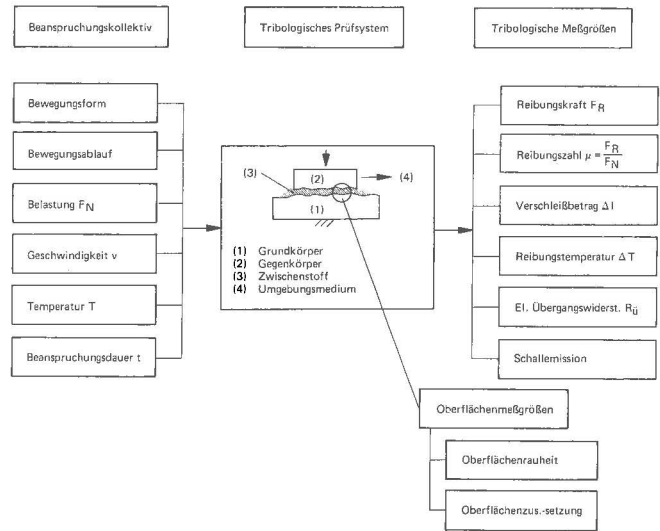 Beanspruchungskollektiv
Tribologisches Prüfsystem
Tribologische Meßgrößen
Bewegungsform
Bewegungsablauf
Belastung F_N
Geschwindigkeit v
Temperatur T
Beanspruchungsdauer t
(3)
(2)
(4)
(1)
(1) Grundkörper
(2) Gegenkörper
(3) Zwischenstoff
(4) Umgebungsmedium
Reibungskraft F_R
Reibungszahl μ = F_R / F_N
Verschleißbetrag Δ l
Reibungstemperatur Δ T
El. Übergangswiderst. R_ü
Schallemission
Oberflächenmeßgrößen
Oberflächenrauheit
Oberflächenzus.-setzung